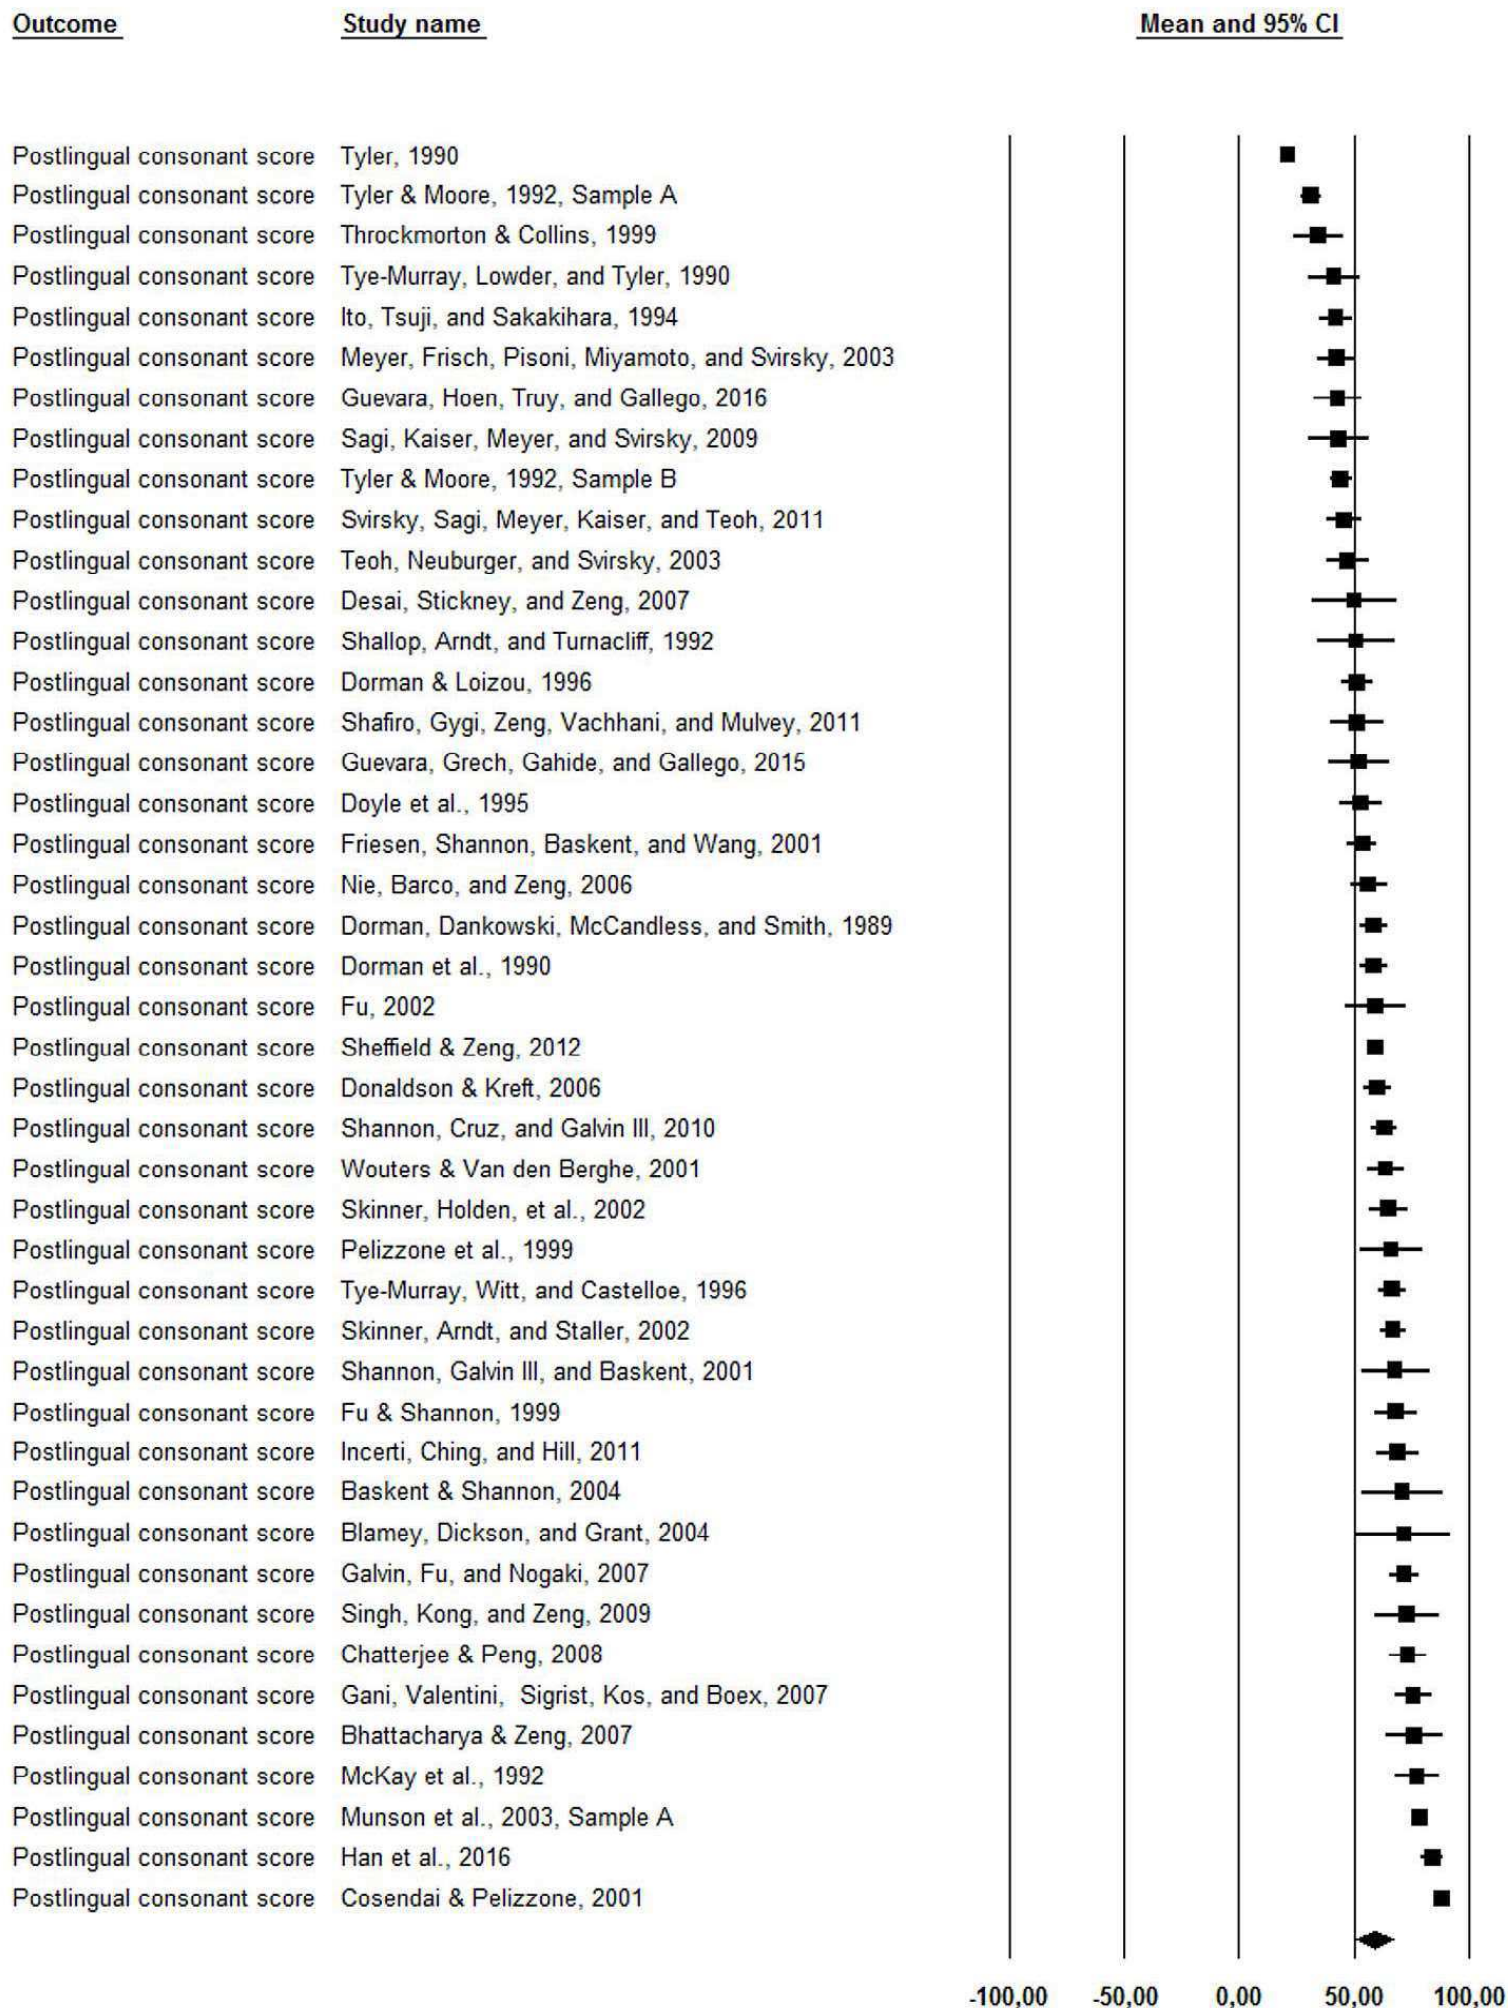 Outcome Study name Mean and 95% CI
Postlingual consonant score Tyler, 1990
Postlingual consonant score Tyler & Moore, 1992, Sample A
Postlingual consonant score Throckmorton & Collins, 1999
Postlingual consonant score Tye-Murray, Lowder, and Tyler, 1990
Postlingual consonant score Ito, Tsuji, and Sakakihara, 1994
Postlingual consonant score Meyer, Frisch, Pisoni, Miyamoto, and Svirsky, 2003
Postlingual consonant score Guevara, Hoen, Truy, and Gallego, 2016
Postlingual consonant score Sagi, Kaiser, Meyer, and Svirsky, 2009
Postlingual consonant score Tyler & Moore, 1992, Sample B
Postlingual consonant score Svirsky, Sagi, Meyer, Kaiser, and Teoh, 2011
Postlingual consonant score Teoh, Neuburger, and Svirsky, 2003
Postlingual consonant score Desai, Stickney, and Zeng, 2007
Postlingual consonant score Shallop, Arndt, and Turnacliff, 1992
Postlingual consonant score Dorman & Loizou, 1996
Postlingual consonant score Shafiro, Gygi, Zeng, Vachhani, and Mulvey, 2011
Postlingual consonant score Guevara, Grech, Gahide, and Gallego, 2015
Postlingual consonant score Doyle et al., 1995
Postlingual consonant score Friesen, Shannon, Baskent, and Wang, 2001
Postlingual consonant score Nie, Barco, and Zeng, 2006
Postlingual consonant score Dorman, Dankowski, McCandless, and Smith, 1989
Postlingual consonant score Dorman et al., 1990
Postlingual consonant score Fu, 2002
Postlingual consonant score Sheffield & Zeng, 2012
Postlingual consonant score Donaldson & Kreft, 2006
Postlingual consonant score Shannon, Cruz, and Galvin III, 2010
Postlingual consonant score Wouters & Van den Berghe, 2001
Postlingual consonant score Skinner, Holden, et al., 2002
Postlingual consonant score Pelizzone et al., 1999
Postlingual consonant score Tye-Murray, Witt, and Castelloe, 1996
Postlingual consonant score Skinner, Arndt, and Staller, 2002
Postlingual consonant score Shannon, Galvin III, and Baskent, 2001
Postlingual consonant score Fu & Shannon, 1999
Postlingual consonant score Incerti, Ching, and Hill, 2011
Postlingual consonant score Baskent & Shannon, 2004
Postlingual consonant score Blamey, Dickson, and Grant, 2004
Postlingual consonant score Galvin, Fu, and Nogaki, 2007
Postlingual consonant score Singh, Kong, and Zeng, 2009
Postlingual consonant score Chatterjee & Peng, 2008
Postlingual consonant score Gani, Valentini, Sigrist, Kos, and Boex, 2007
Postlingual consonant score Bhattacharya & Zeng, 2007
Postlingual consonant score McKay et al., 1992
Postlingual consonant score Munson et al., 2003, Sample A
Postlingual consonant score Han et al., 2016
Postlingual consonant score Cosendai & Pelizzone, 2001
-100,00 -50,00 0,00 50,00 100,00